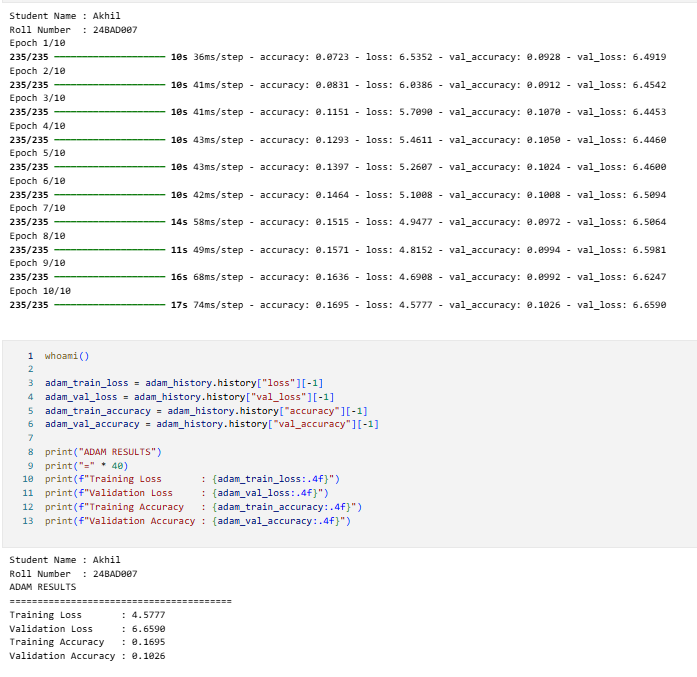 Student Name : Akhil
Roll Number  : 24BAD007
Epoch 1/10
235/235 ━━━━━━━━━━━━━━━━━━━━ 10s 36ms/step - accuracy: 0.0723 - loss: 6.5352 - val_accuracy: 0.0928 - val_loss: 6.4919
Epoch 2/10
235/235 ━━━━━━━━━━━━━━━━━━━━ 10s 41ms/step - accuracy: 0.0831 - loss: 6.0386 - val_accuracy: 0.0912 - val_loss: 6.4542
Epoch 3/10
235/235 ━━━━━━━━━━━━━━━━━━━━ 10s 41ms/step - accuracy: 0.1151 - loss: 5.7090 - val_accuracy: 0.1070 - val_loss: 6.4453
Epoch 4/10
235/235 ━━━━━━━━━━━━━━━━━━━━ 10s 43ms/step - accuracy: 0.1293 - loss: 5.4611 - val_accuracy: 0.1050 - val_loss: 6.4460
Epoch 5/10
235/235 ━━━━━━━━━━━━━━━━━━━━ 10s 43ms/step - accuracy: 0.1397 - loss: 5.2607 - val_accuracy: 0.1024 - val_loss: 6.4600
Epoch 6/10
235/235 ━━━━━━━━━━━━━━━━━━━━ 10s 42ms/step - accuracy: 0.1464 - loss: 5.1008 - val_accuracy: 0.1008 - val_loss: 6.5094
Epoch 7/10
235/235 ━━━━━━━━━━━━━━━━━━━━ 14s 58ms/step - accuracy: 0.1515 - loss: 4.9477 - val_accuracy: 0.0972 - val_loss: 6.5064
Epoch 8/10
235/235 ━━━━━━━━━━━━━━━━━━━━ 11s 49ms/step - accuracy: 0.1571 - loss: 4.8152 - val_accuracy: 0.0994 - val_loss: 6.5981
Epoch 9/10
235/235 ━━━━━━━━━━━━━━━━━━━━ 16s 68ms/step - accuracy: 0.1636 - loss: 4.6908 - val_accuracy: 0.0992 - val_loss: 6.6247
Epoch 10/10
235/235 ━━━━━━━━━━━━━━━━━━━━ 17s 74ms/step - accuracy: 0.1695 - loss: 4.5777 - val_accuracy: 0.1026 - val_loss: 6.6590
1 whoami()
2
3 adam_train_loss = adam_history.history["loss"][-1]
4 adam_val_loss = adam_history.history["val_loss"][-1]
5 adam_train_accuracy = adam_history.history["accuracy"][-1]
6 adam_val_accuracy = adam_history.history["val_accuracy"][-1]
7
8 print("ADAM RESULTS")
9 print("=" * 40)
10 print(f"Training Loss       : {adam_train_loss:.4f}")
11 print(f"Validation Loss     : {adam_val_loss:.4f}")
12 print(f"Training Accuracy   : {adam_train_accuracy:.4f}")
13 print(f"Validation Accuracy : {adam_val_accuracy:.4f}")
Student Name : Akhil
Roll Number  : 24BAD007
ADAM RESULTS
========================================
Training Loss       : 4.5777
Validation Loss     : 6.6590
Training Accuracy   : 0.1695
Validation Accuracy : 0.1026